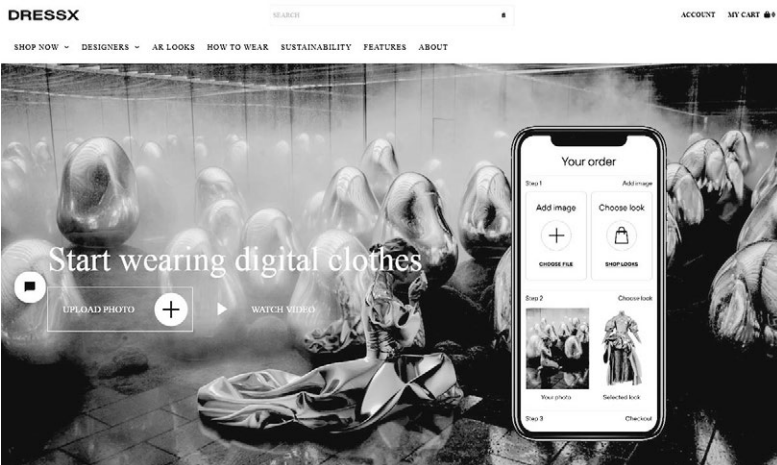 DRESSX
SEARCH
ACCOUNT MY CART 0
SHOP NOW DESIGNERS AR LOOKS HOW TO WEAR SUSTAINABILITY FEATURES ABOUT
Start wearing digital clothes
UPLOAD PHOTO WATCH VIDEO
Your order
Step 1 Add image
Add image Choose look
CHOOSE FILE SHOP LOOKS
Step 2 Choose look
Your photo Selected look
Step 3 Checkout